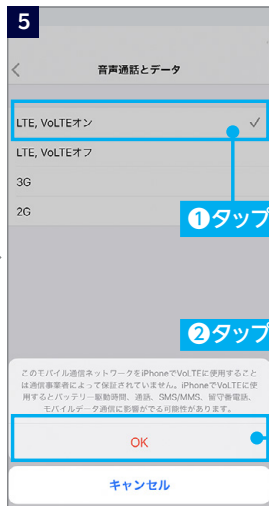 5
音声通話とデータ
LTE, VoLTEオン
LTE, VoLTEオフ
3G
2G
❶タップ
❷タップ
このモバイル通信ネットワークをiPhoneでVoLTEに使用すること
は通信事業者によって保証されていません。iPhoneでVoLTEに使
用するとバッテリー駆動時間、通話、SMS/MMS、留守番電話、
モバイルデータ通信に影響がでる可能性があります。
OK
キャンセル